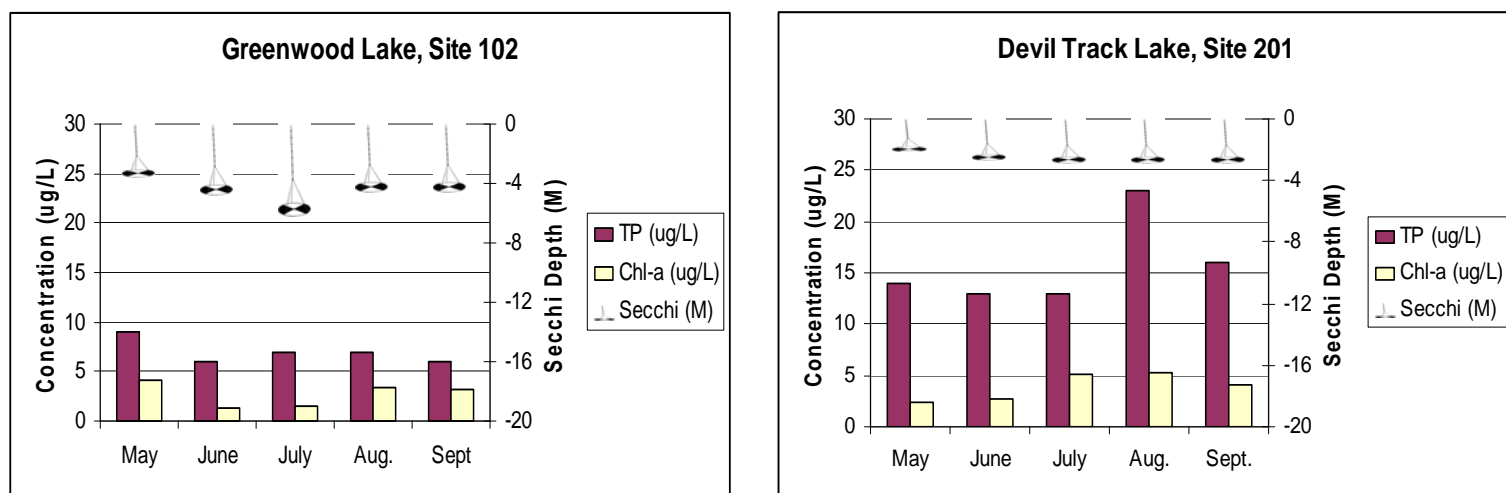 Greenwood Lake, Site 102
30
25
20
15
10
5
0
Concentration (ug/L)
0
-4
-8
-12
-16
-20
Secchi Depth (M)
May June July Aug. Sept
TP (ug/L)
Chl-a (ug/L)
Secchi (M)
Devil Track Lake, Site 201
30
25
20
15
10
5
0
Concentration (ug/L)
0
-4
-8
-12
-16
-20
Secchi Depth (M)
May June July Aug. Sept.
TP (ug/L)
Chl-a (ug/L)
Secchi (M)